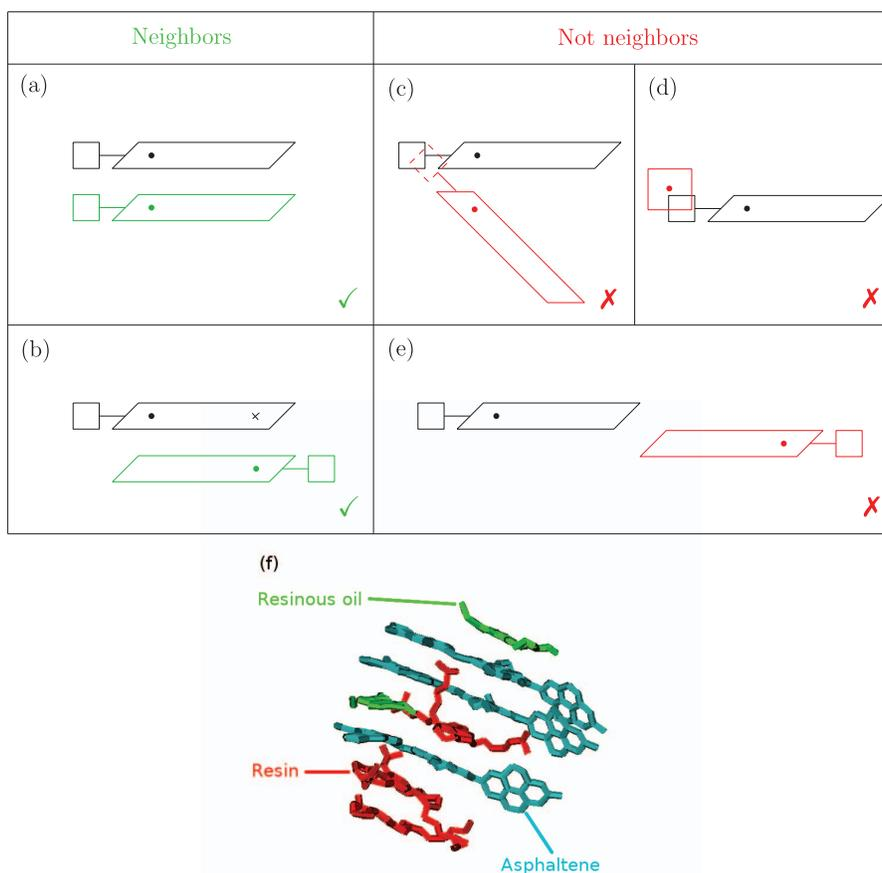 Neighbors
Not neighbors
(a)
(c)
(d)
✓
✗
✗
(b)
(e)
×
✓
✗
(f)
Resinous oil
Resin
Asphaltene